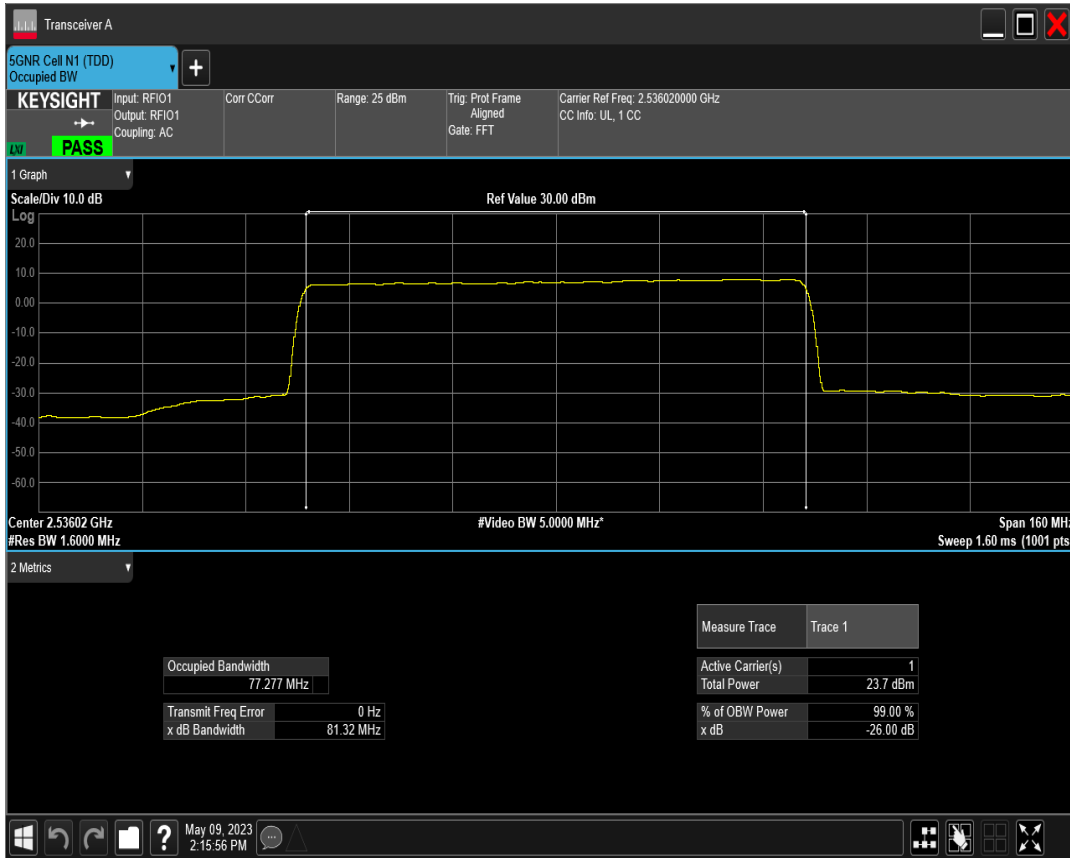 Transceiver A
5GNR Cell N1 (TDD)
Occupied BW
+
KEYSIGHT
LXI
PASS
Input: RFIO1
Output: RFIO1
Coupling: AC
Corr CCorr
Range: 25 dBm
Trig: Prot Frame
Aligned
Gate: FFT
Carrier Ref Freq: 2.536020000 GHz
CC Info: UL, 1 CC
1 Graph
Scale/Div 10.0 dB
Ref Value 30.00 dBm
Log
20.0
10.0
0.00
-10.0
-20.0
-30.0
-40.0
-50.0
-60.0
Center 2.53602 GHz
#Video BW 5.0000 MHz*
Span 160 MHz
#Res BW 1.6000 MHz
Sweep 1.60 ms (1001 pts
2 Metrics
Measure Trace Trace 1
Occupied Bandwidth
77.277 MHz
Active Carrier(s) 1
Total Power 23.7 dBm
Transmit Freq Error 0 Hz
x dB Bandwidth 81.32 MHz
% of OBW Power 99.00 %
x dB -26.00 dB
?
May 09, 2023
2:15:56 PM